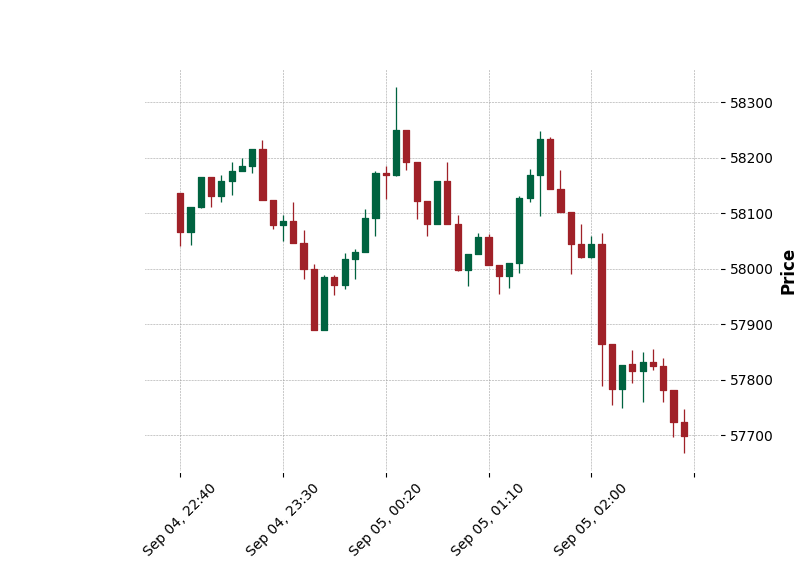 58300
58200
58100
58000
57900
57800
57700
Price
Sep 04, 22:40
Sep 04, 23:30
Sep 05, 00:20
Sep 05, 01:10
Sep 05, 02:00